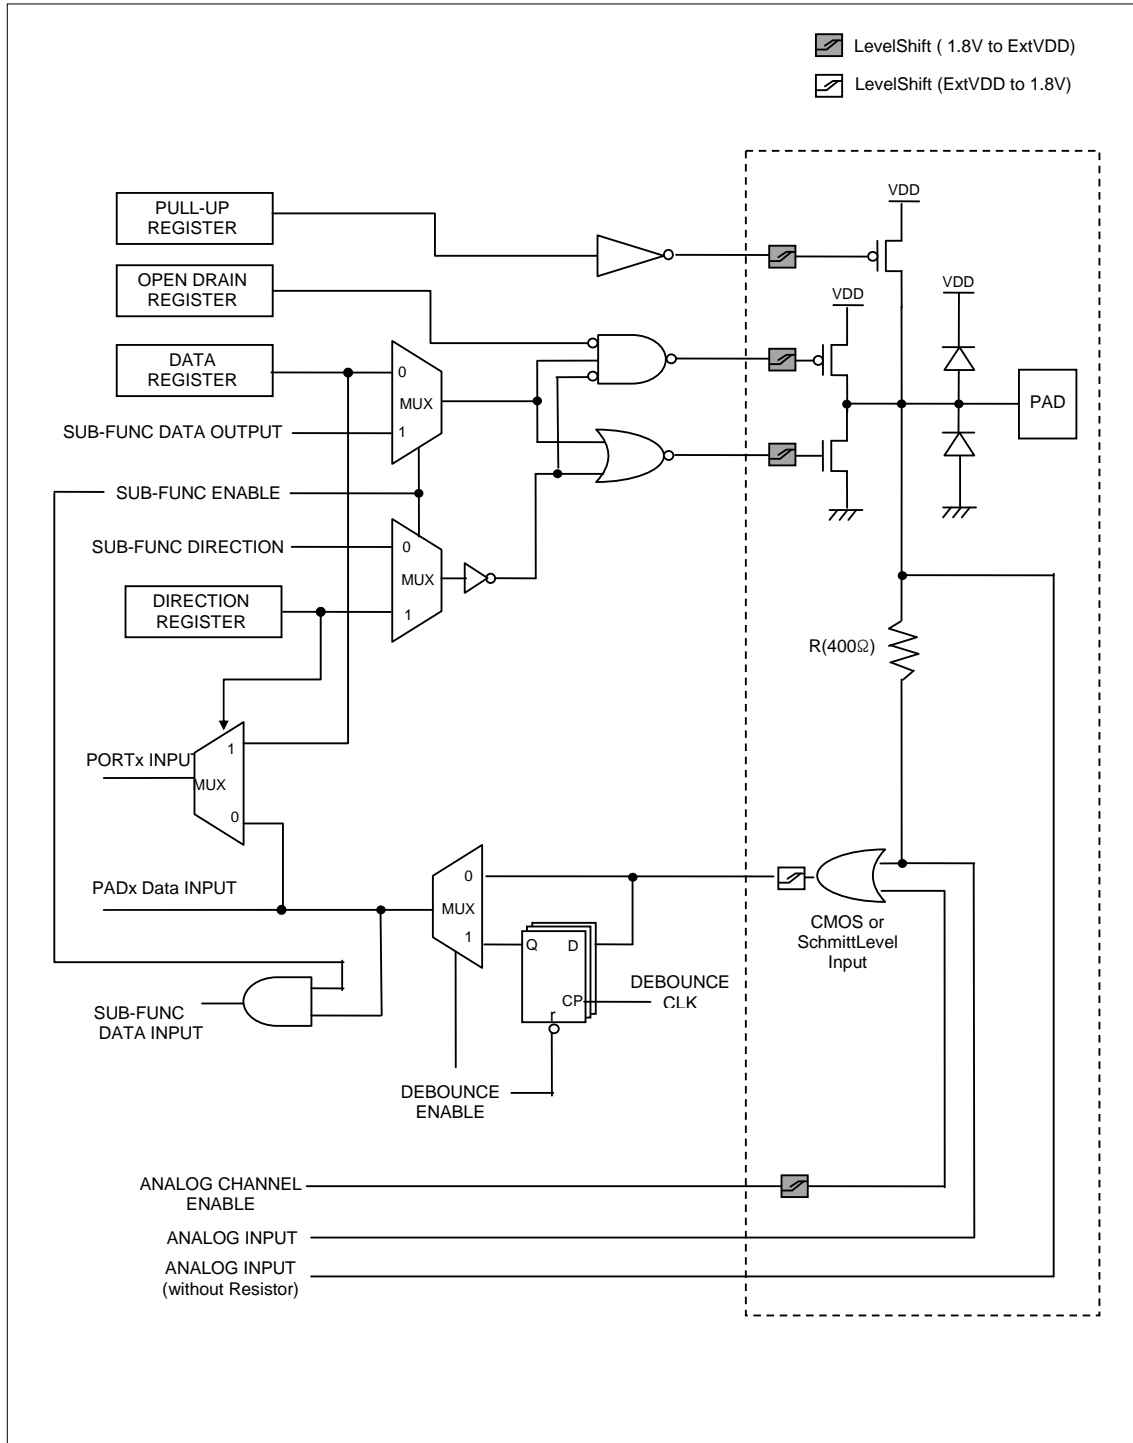 LevelShift ( 1.8V to ExtVDD)
LevelShift (ExtVDD to 1.8V)
VDD
PULL-UP
REGISTER
OPEN DRAIN
REGISTER
VDD
VDD
DATA
REGISTER
0
MUX
1
PAD
SUB-FUNC DATA OUTPUT
SUB-FUNC ENABLE
SUB-FUNC DIRECTION
0
MUX
1
DIRECTION
REGISTER
R(400Ω)
PORTx INPUT
1
MUX
0
PADx Data INPUT
0
MUX
1
Q
D
CP
r
CMOS or
SchmittLevel
Input
DEBOUNCE
CLK
SUB-FUNC
DATA INPUT
DEBOUNCE
ENABLE
ANALOG CHANNEL
ENABLE
ANALOG INPUT
ANALOG INPUT
(without Resistor)